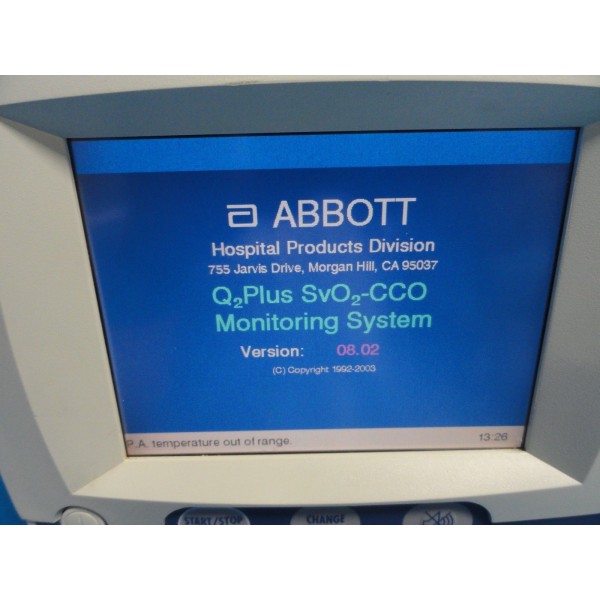 ABBOTT
Hospital Products Division
755 Jarvis Drive, Morgan Hill, CA 95037
Q₂Plus SvO₂-CCO
Monitoring System
Version: 08.02
(C) Copyright 1992-2003
P.A. temperature out of range. 13:26
START/STOP CHANGE